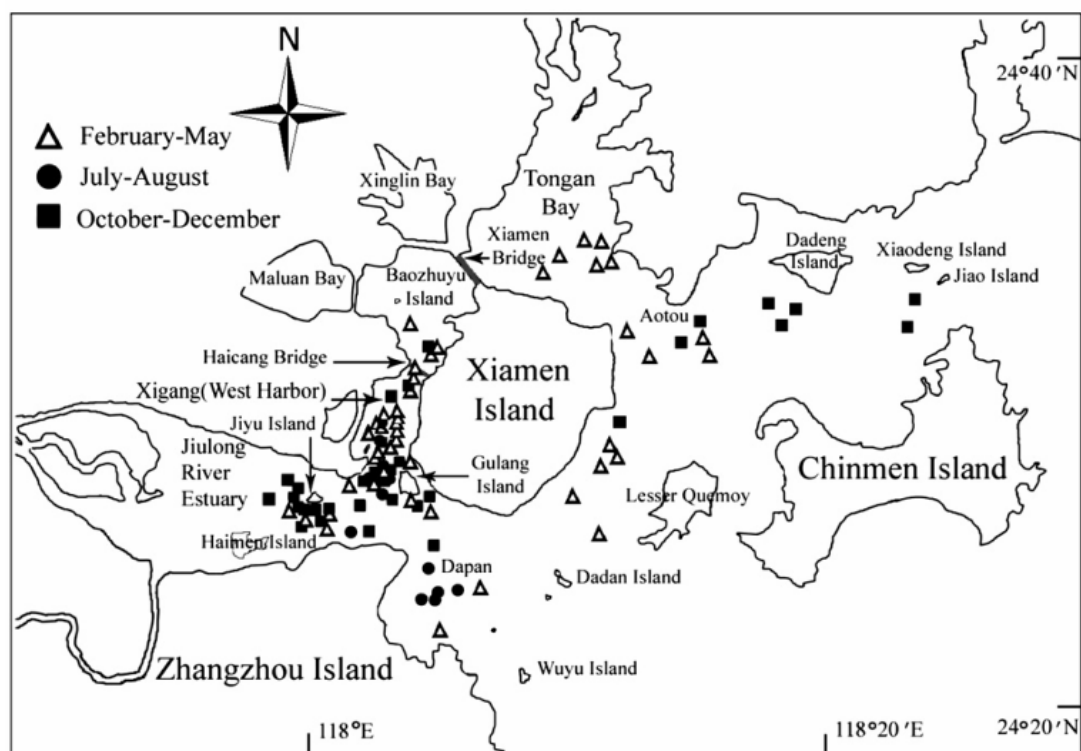 N
24°40′N
February-May
July-August
October-December
Xinglin Bay
Tongan
Bay
Xiamen
Bridge
Dadeng
Island
Xiaodeng Island
Jiao Island
Maluan Bay
Baozhuyu
Island
Aotou
Haicang Bridge
Xigang(West Harbor)
Xiamen
Island
Jiyu Island
Jiulong
River
Estuary
Gulang
Island
Chinmen Island
Lesser Quemoy
Haimen Island
Dapan
Dadan Island
Zhangzhou Island
Wuyu Island
118°E
118°20′E
24°20′N